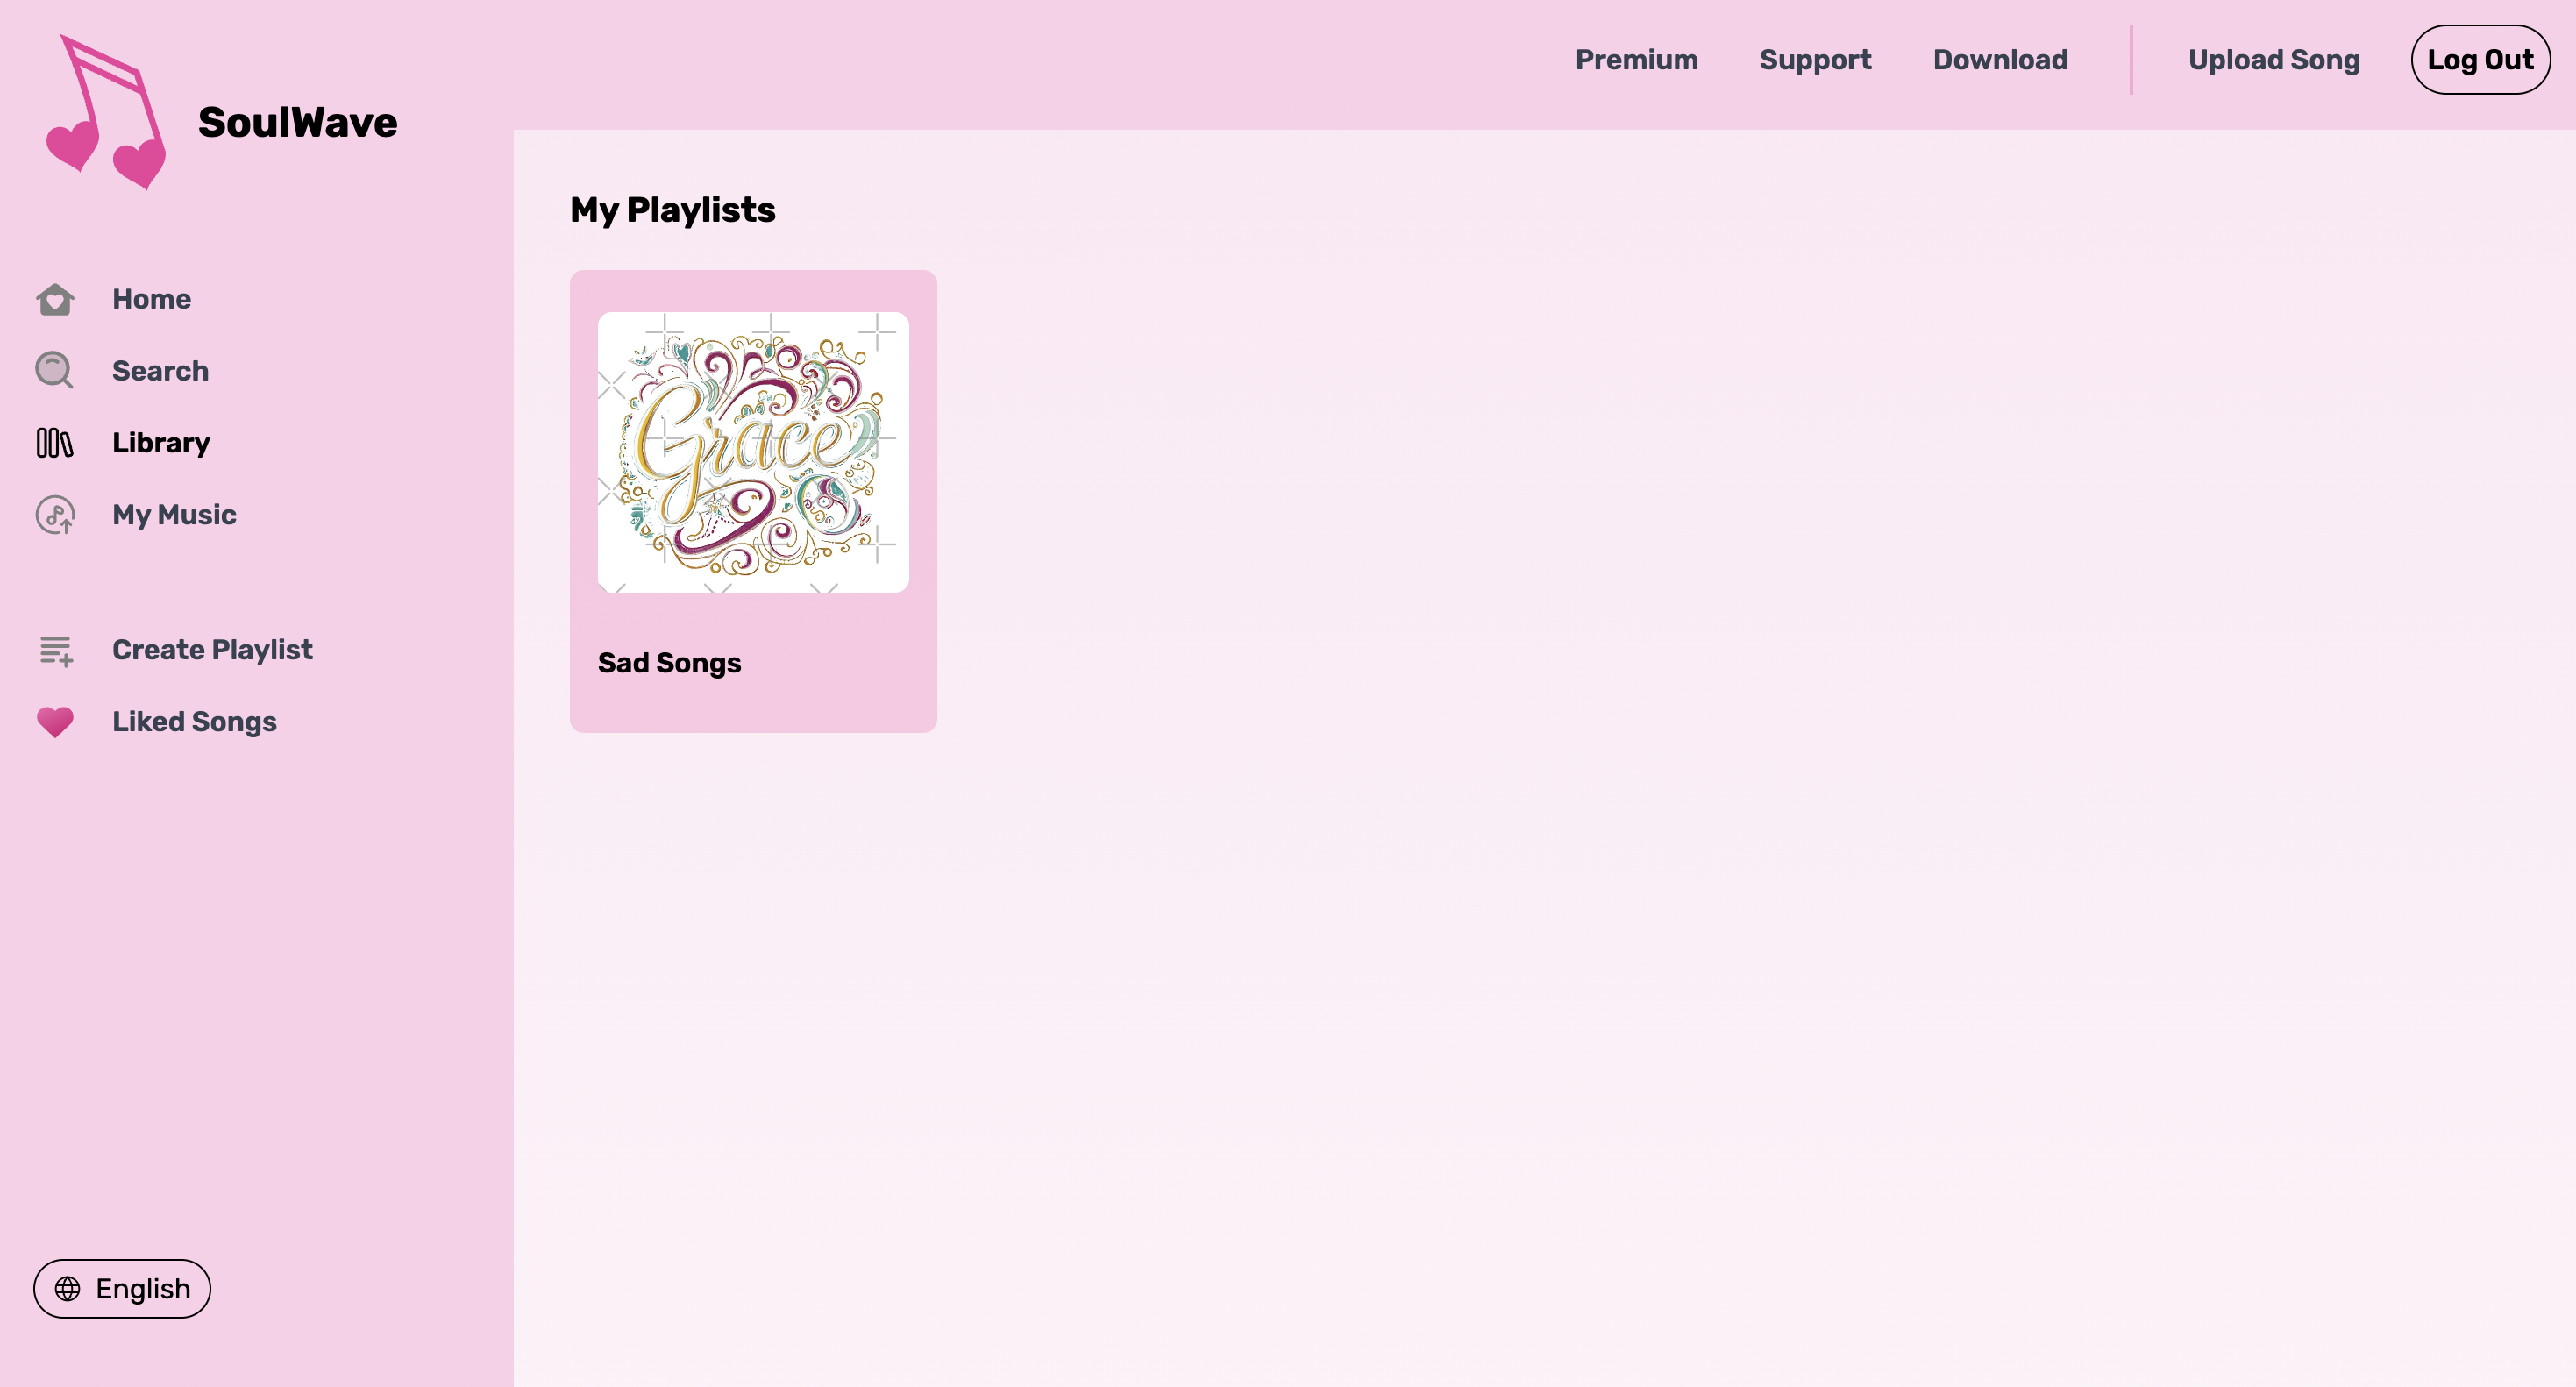 SoulWave
Premium
Support
Download
Upload Song
Log Out
Home
Search
Library
My Music
Create Playlist
Liked Songs
English
My Playlists
Grace
Sad Songs